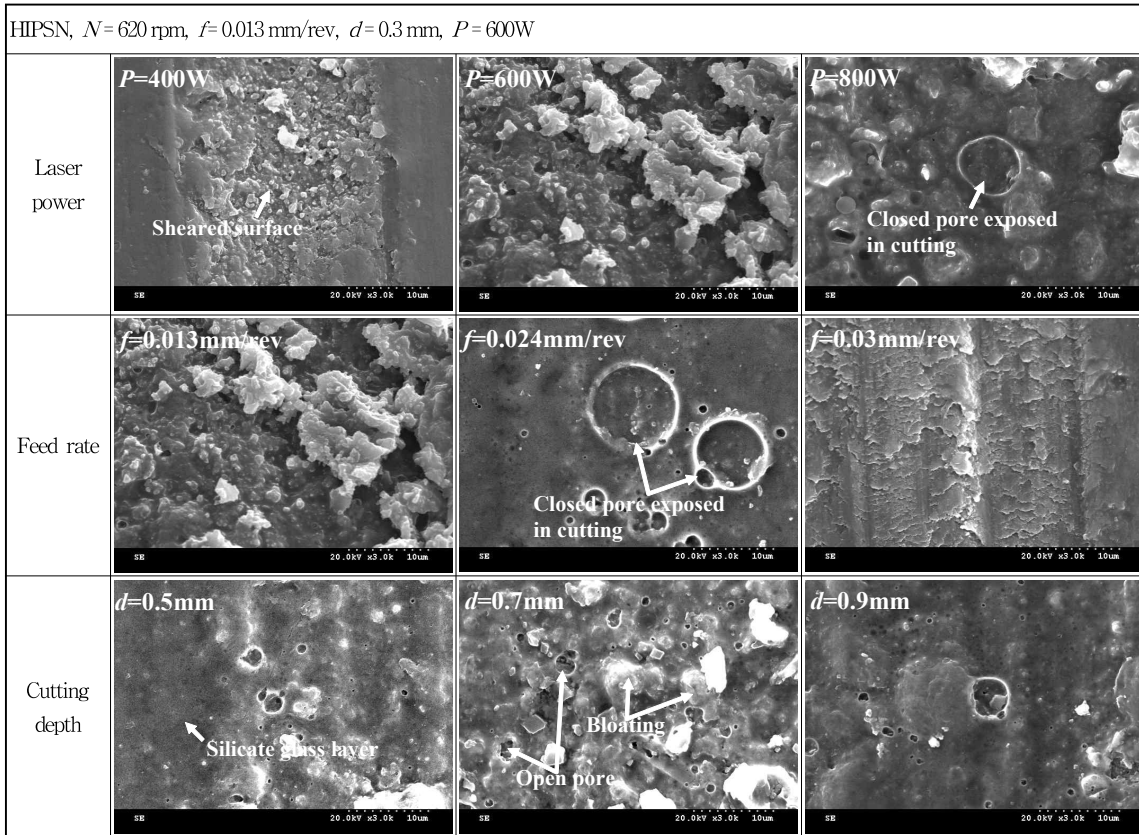 HIPSN, N = 620 rpm, f = 0.013 mm/rev, d = 0.3 mm, P = 600W
Laser
power
P=400W
Sheared surface
SE 20.0kV x3.0k 10um
P=600W
SE 20.0kV x3.0k 10um
P=800W
Closed pore exposed
in cutting
SE 20.0kV x3.0k 10um
Feed rate
f=0.013mm/rev
SE 20.0kV x3.0k 10um
f=0.024mm/rev
Closed pore exposed
in cutting
SE 20.0kV x3.0k 10um
f=0.03mm/rev
SE 20.0kV x3.0k 10um
Cutting
depth
d=0.5mm
Silicate glass layer
SE 20.0kV x3.0k 10um
d=0.7mm
Bloating
Open pore
SE 20.0kV x3.0k 10um
d=0.9mm
SE 20.0kV x3.0k 10um